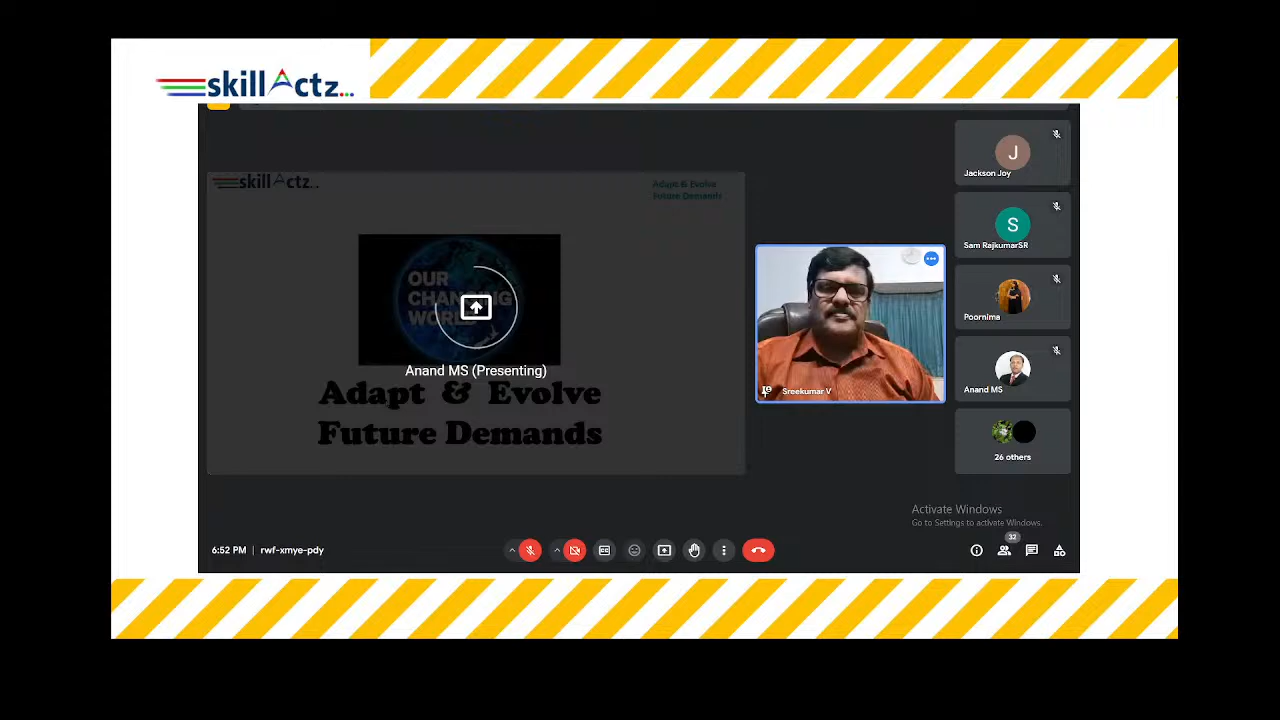 skillActz...
skillActz..
Adapt & Evolve
Future Demands
OUR
CHANGING
WORLD
Anand MS (Presenting)
Adapt & Evolve
Future Demands
Sreekumar V
J
Jackson Joy
S
Sam RajkumarSR
Poornima
Anand MS
26 others
Activate Windows
Go to Settings to activate Windows.
6:52 PM | rwf-xmye-pdy
CC
32